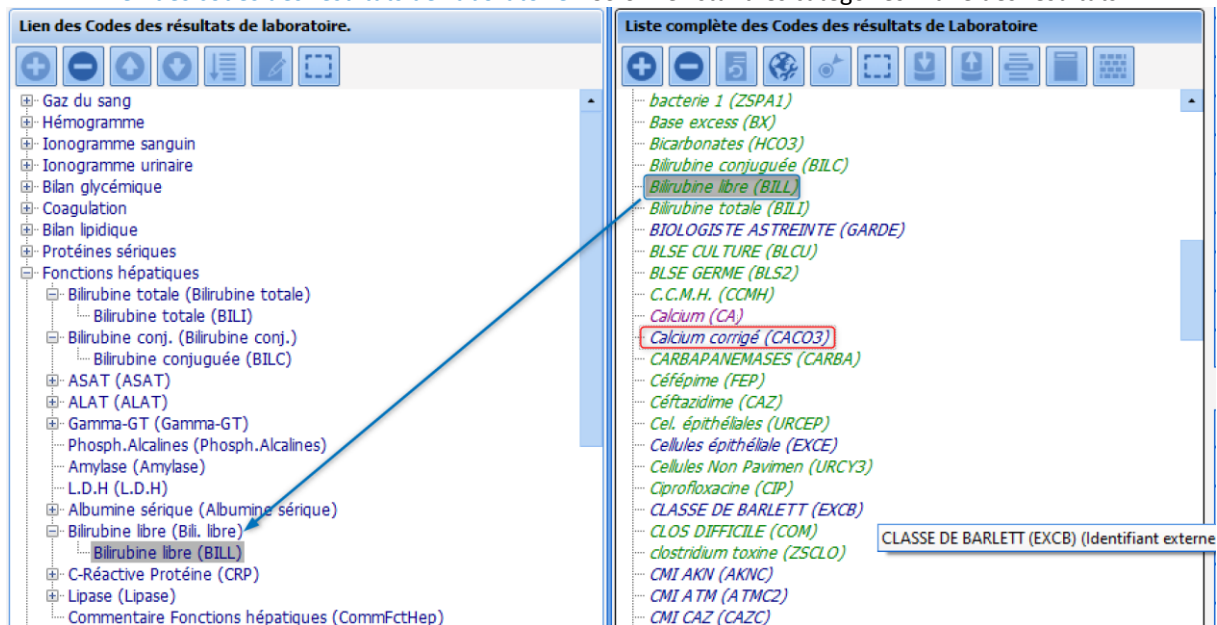 Lien des Codes des résultats de laboratoire.
Gaz du sang
Hémogramme
Ionogramme sanguin
Ionogramme urinaire
Bilan glycémique
Coagulation
Bilan lipidique
Protéines sériques
Fonctions hépatiques
Bilirubine totale (Bilirubine totale)
Bilirubine totale (BILI)
Bilirubine conj. (Bilirubine conj.)
Bilirubine conjuguée (BILC)
ASAT (ASAT)
ALAT (ALAT)
Gamma-GT (Gamma-GT)
Phosph.Alcalines (Phosph.Alcalines)
Amylase (Amylase)
L.D.H (L.D.H)
Albumine sérique (Albumine sérique)
Bilirubine libre (Bili. libre)
Bilirubine libre (BILL)
C-Réactive Protéine (CRP)
Lipase (Lipase)
Commentaire Fonctions hépatiques (CommFctHep)
Liste complète des Codes des résultats de Laboratoire
bacterie 1 (ZSPA1)
Base excess (BX)
Bicarbonates (HCO3)
Bilirubine conjuguée (BILC)
Bilirubine libre (BILL)
Bilirubine totale (BILI)
BIOLOGISTE ASTREINTE (GARDE)
BLSE CULTURE (BLCU)
BLSE GERME (BLS2)
C.C.M.H. (CCMH)
Calcium (CA)
Calcium corrigé (CACO3)
CARBAPANEMASES (CARBA)
Céfépime (FEP)
Céftazidime (CAZ)
Cel. épithéliales (URCEP)
Cellules épithéliale (EXCE)
Cellules Non Pavimen (URCY3)
Ciprofloxacine (CIP)
CLASSE DE BARLETT (EXCB)
CLOS DIFFICILE (COM)
CLASSE DE BARLETT (EXCB) (Identifiant externe
clostridium toxine (ZSCLO)
CMI AKN (AKNC)
CMI ATM (ATMC2)
CMI CAZ (CAZC)